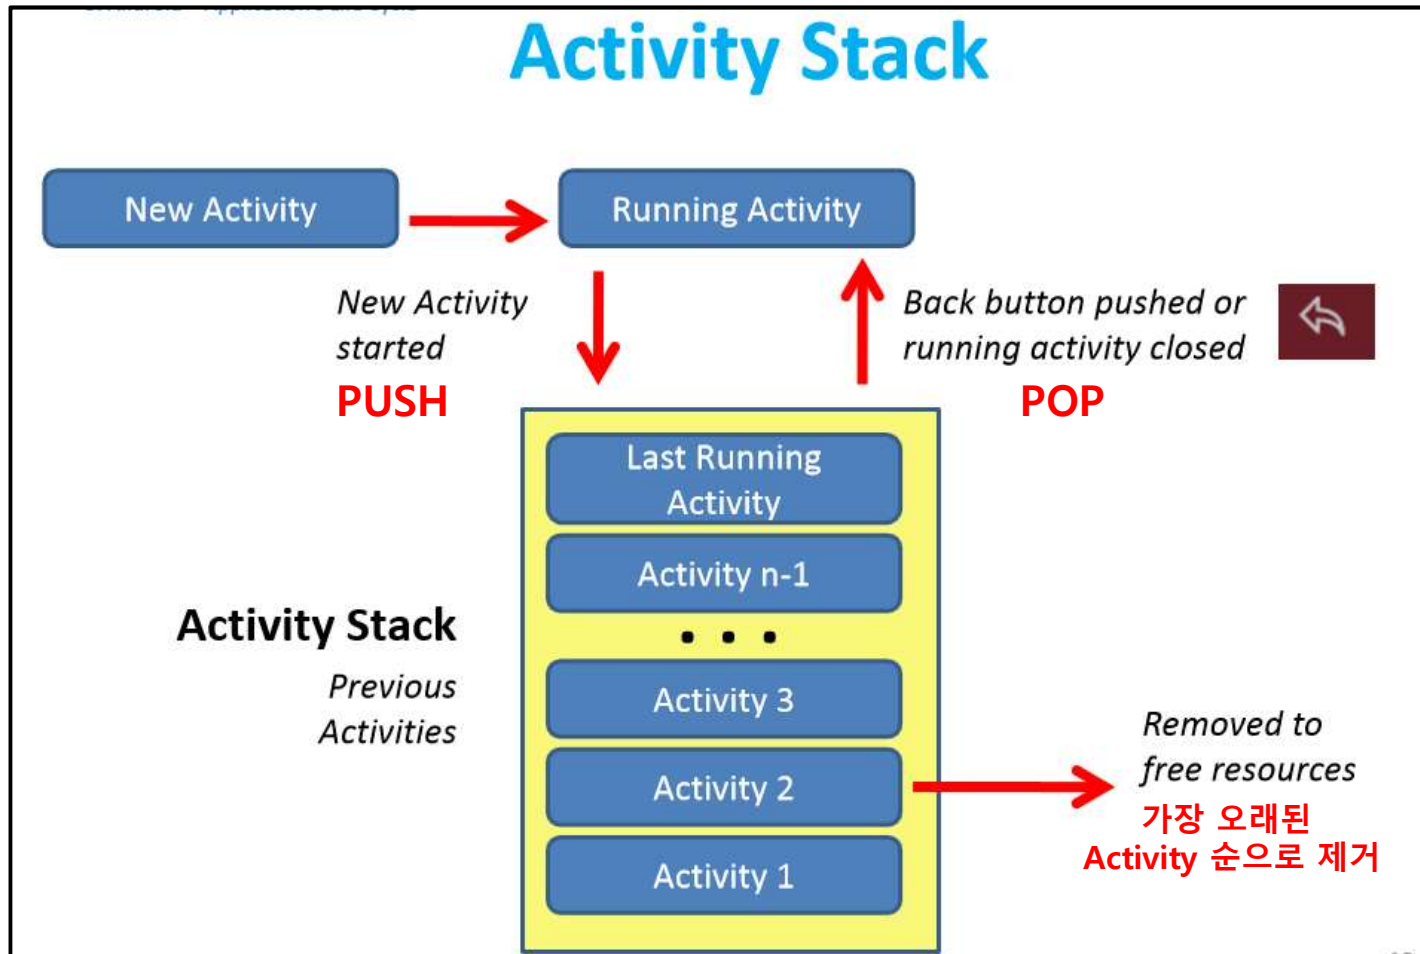 Activity Stack
New Activity
Running Activity
New Activity
started
PUSH
Back button pushed or
running activity closed
POP
Last Running
Activity
Activity n-1
. . .
Activity Stack
Previous
Activities
Activity 3
Activity 2
Activity 1
Removed to
free resources
가장 오래된
Activity 순으로 제거